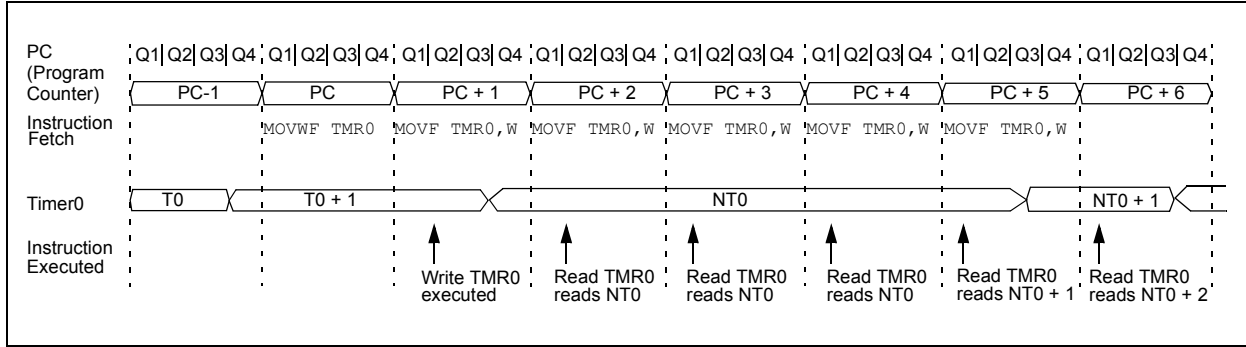 PC
(Program
Counter)
Q1 Q2 Q3 Q4 Q1 Q2 Q3 Q4 Q1 Q2 Q3 Q4 Q1 Q2 Q3 Q4 Q1 Q2 Q3 Q4 Q1 Q2 Q3 Q4 Q1 Q2 Q3 Q4 Q1 Q2 Q3 Q4
PC-1 PC PC + 1 PC + 2 PC + 3 PC + 4 PC + 5 PC + 6
Instruction
Fetch
MOVWF TMR0 MOVF TMR0,W MOVF TMR0,W MOVF TMR0,W MOVF TMR0,W MOVF TMR0,W
Timer0
T0 T0 + 1 NT0 NT0 + 1
Instruction
Executed
Write TMR0
executed
Read TMR0
reads NT0
Read TMR0
reads NT0
Read TMR0
reads NT0
Read TMR0
reads NT0 + 1
Read TMR0
reads NT0 + 2